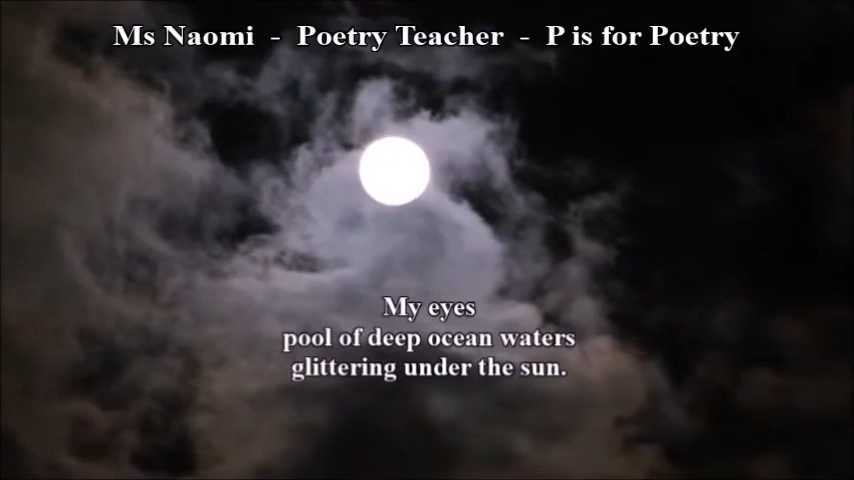 Ms Naomi  -  Poetry Teacher  -  P is for Poetry
My eyes
pool of deep ocean waters
glittering under the sun.